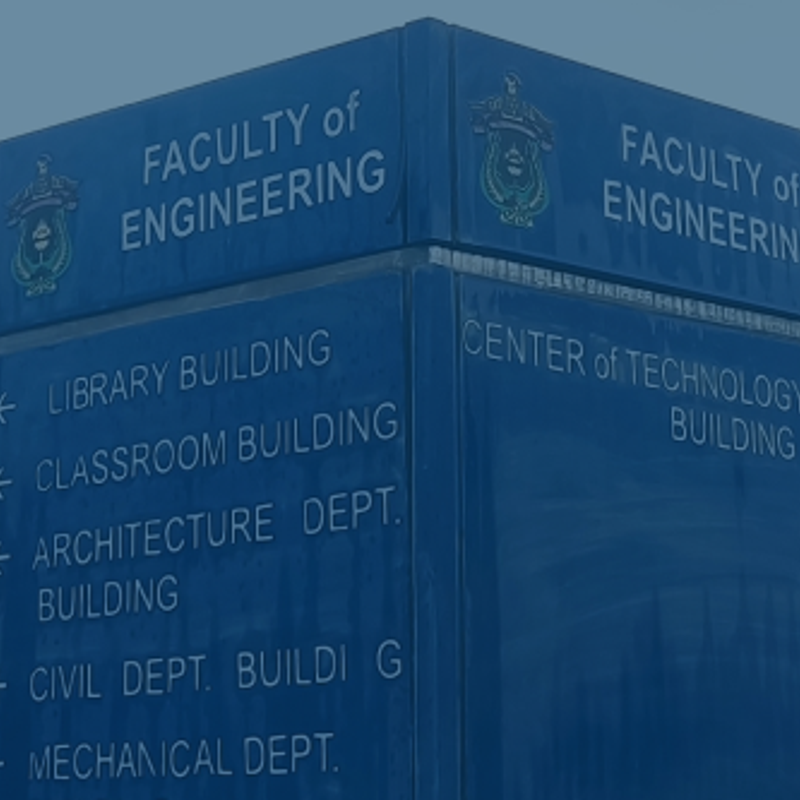 FACULTY of
ENGINEERING
LIBRARY BUILDING
CLASSROOM BUILDING
ARCHITECTURE DEPT.
BUILDING
CIVIL DEPT. BUILDI G
MECHANICAL DEPT.
FACULTY of
ENGINEERIN
CENTER of TECHNOLOGY
BUILDING